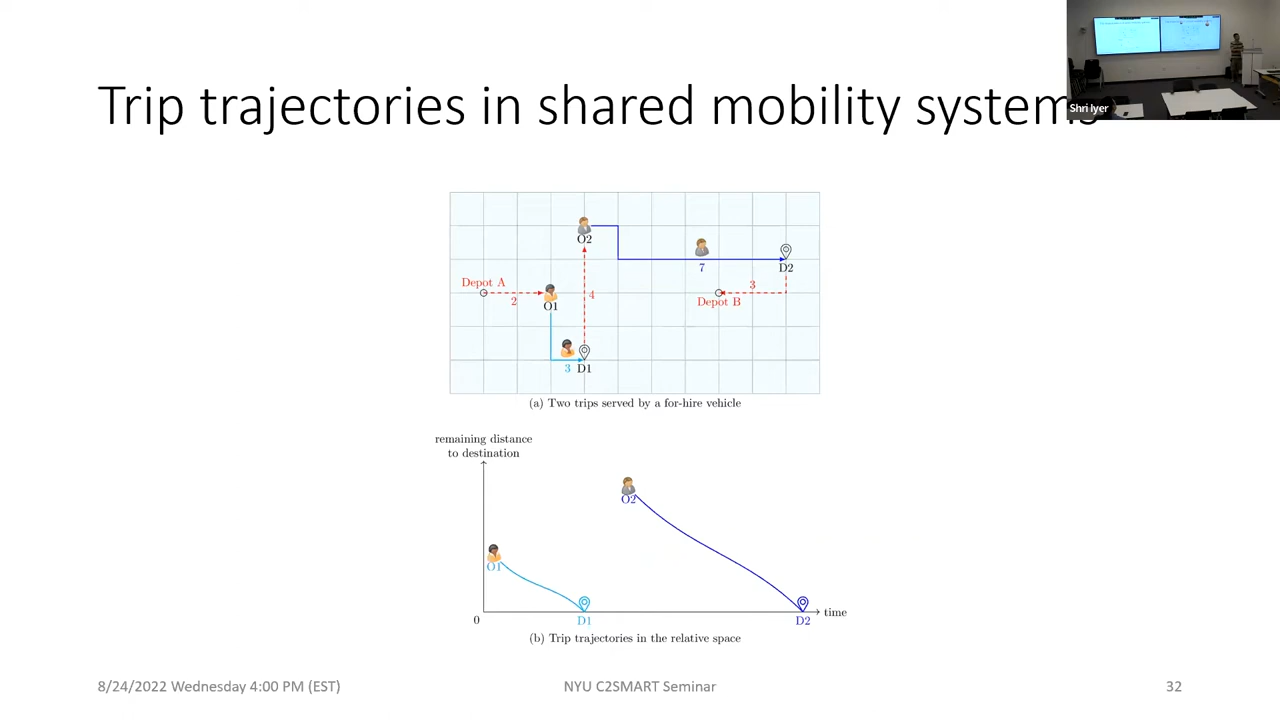 Trip trajectories in shared mobility systems
Shri Iyer
O2
7
D2
Depot A
2
O1
4
3
Depot B
3
D1
(a) Two trips served by a for-hire vehicle
remaining distance
to destination
O2
O1
0
D1
D2
time
(b) Trip trajectories in the relative space
8/24/2022 Wednesday 4:00 PM (EST)
NYU C2SMART Seminar
32